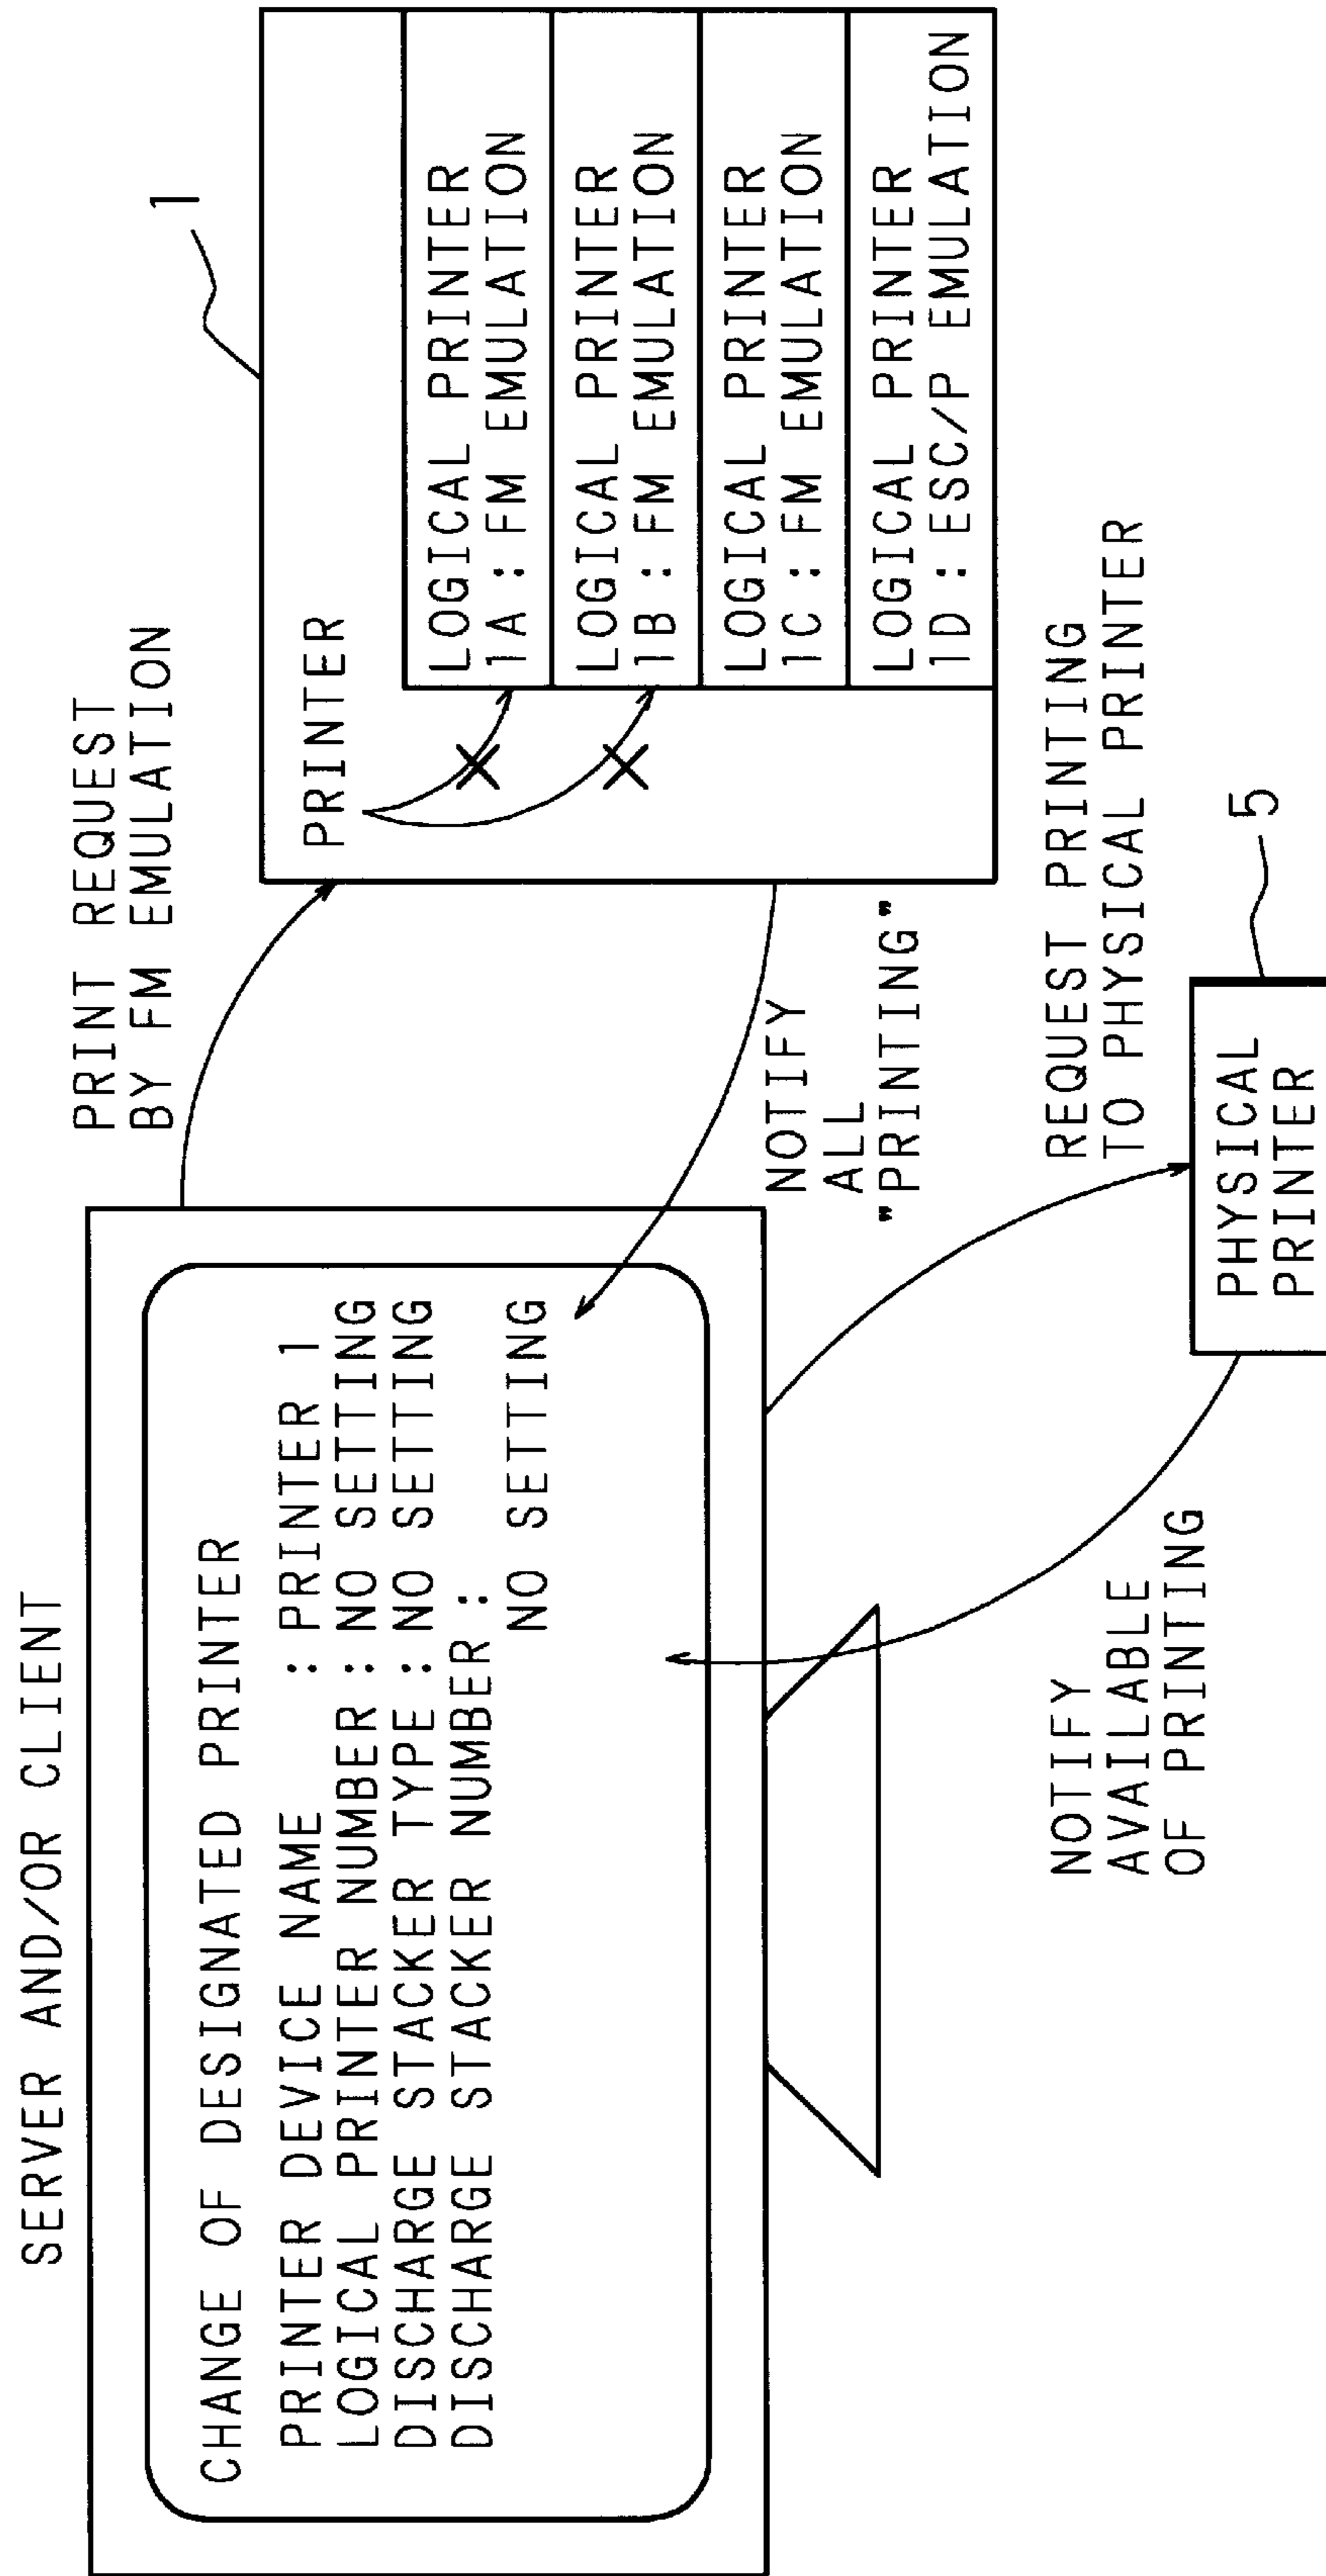 SERVER AND/OR CLIENT
CHANGE OF DESIGNATED PRINTER
PRINTER DEVICE NAME : PRINTER 1
LOGICAL PRINTER NUMBER : NO SETTING
DISCHARGE STACKER TYPE : NO SETTING
DISCHARGE STACKER NUMBER :
NO SETTING
PRINT REQUEST
BY FM EMULATION
1
PRINTER
LOGICAL PRINTER
1A : FM EMULATION
LOGICAL PRINTER
1B : FM EMULATION
LOGICAL PRINTER
1C : FM EMULATION
LOGICAL PRINTER
1D : ESC/P EMULATION
NOTIFY
ALL
"PRINTING"
REQUEST PRINTING
TO PHYSICAL PRINTER
5
PHYSICAL
PRINTER
NOTIFY
AVAILABLE
OF PRINTING